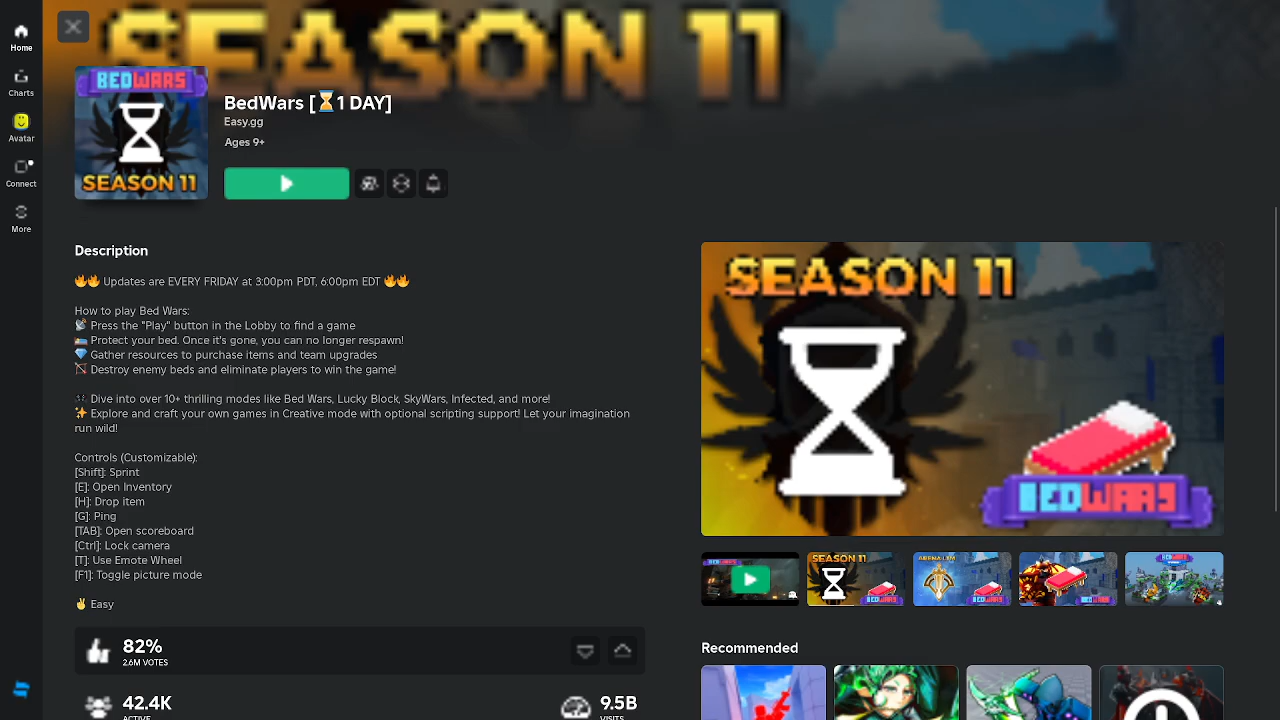 SEASON 11
Home
Charts
Avatar
Connect
More
BEDWARS
SEASON 11
BedWars [⏳1 DAY]
Easy.gg
Ages 9+
Description
🔥🔥 Updates are EVERY FRIDAY at 3:00pm PDT, 6:00pm EDT 🔥🔥
How to play Bed Wars:
Press the "Play" button in the Lobby to find a game
Protect your bed. Once it's gone, you can no longer respawn!
💎 Gather resources to purchase items and team upgrades
Destroy enemy beds and eliminate players to win the game!
Dive into over 10+ thrilling modes like Bed Wars, Lucky Block, SkyWars, Infected, and more!
✨ Explore and craft your own games in Creative mode with optional scripting support! Let your imagination
run wild!
Controls (Customizable):
[Shift]: Sprint
[E]: Open Inventory
[H]: Drop item
[G]: Ping
[TAB]: Open scoreboard
[Ctrl]: Lock camera
[T]: Use Emote Wheel
[F1]: Toggle picture mode
✌ Easy
82%
2.6M VOTES
42.4K
ACTIVE
9.5B
VISITS
SEASON 11
BEDWARS
BEDWARS
SEASON 11
BEDWARS
BEDWARS
BEDWARS
BEDWARS
Recommended